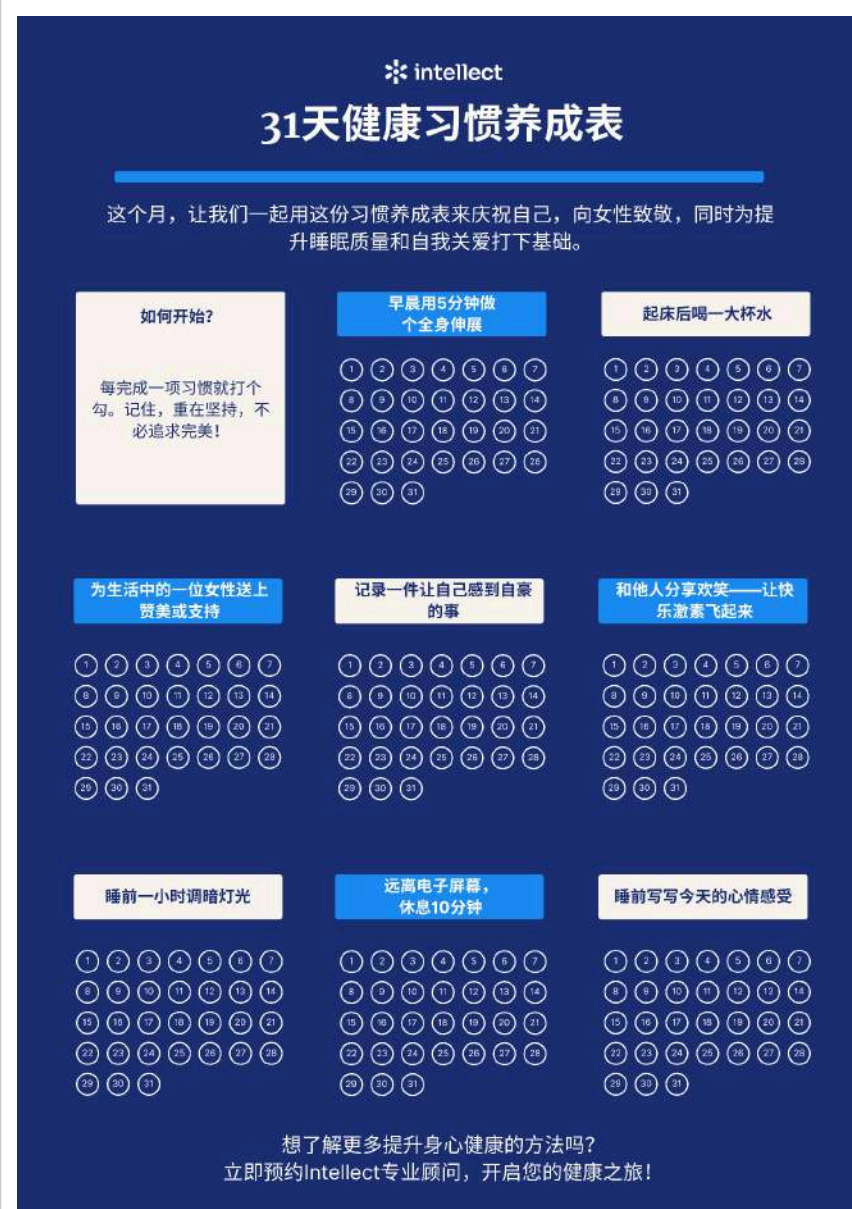 intellect
31天健康习惯养成表
这个月，让我们一起用这份习惯养成表来庆祝自己，向女性致敬，同时为提
升睡眠质量和自我关爱打下基础。
如何开始？
每完成一项习惯就打个
勾。记住，重在坚持，不
必追求完美！
早晨用5分钟做
个全身伸展
1 2 3 4 5 6 7
8 9 10 11 12 13 14
15 16 17 18 19 20 21
22 23 24 25 26 27 28
29 30 31
起床后喝一大杯水
1 2 3 4 5 6 7
8 9 10 11 12 13 14
15 16 17 18 19 20 21
22 23 24 25 26 27 28
29 30 31
为生活中的一位女性送上
赞美或支持
1 2 3 4 5 6 7
8 9 10 11 12 13 14
15 16 17 18 19 20 21
22 23 24 25 26 27 28
29 30 31
记录一件让自己感到自豪
的事
1 2 3 4 5 6 7
8 9 10 11 12 13 14
15 16 17 18 19 20 21
22 23 24 25 26 27 28
29 30 31
和他人分享欢笑——让快
乐激素飞起来
1 2 3 4 5 6 7
8 9 10 11 12 13 14
15 16 17 18 19 20 21
22 23 24 25 26 27 28
29 30 31
睡前一小时调暗灯光
1 2 3 4 5 6 7
8 9 10 11 12 13 14
15 16 17 18 19 20 21
22 23 24 25 26 27 28
29 30 31
远离电子屏幕，
休息10分钟
1 2 3 4 5 6 7
8 9 10 11 12 13 14
15 16 17 18 19 20 21
22 23 24 25 26 27 28
29 30 31
睡前写写今天的心情感受
1 2 3 4 5 6 7
8 9 10 11 12 13 14
15 16 17 18 19 20 21
22 23 24 25 26 27 28
29 30 31
想了解更多提升身心健康的方法吗？
立即预约Intellect专业顾问，开启您的健康之旅！